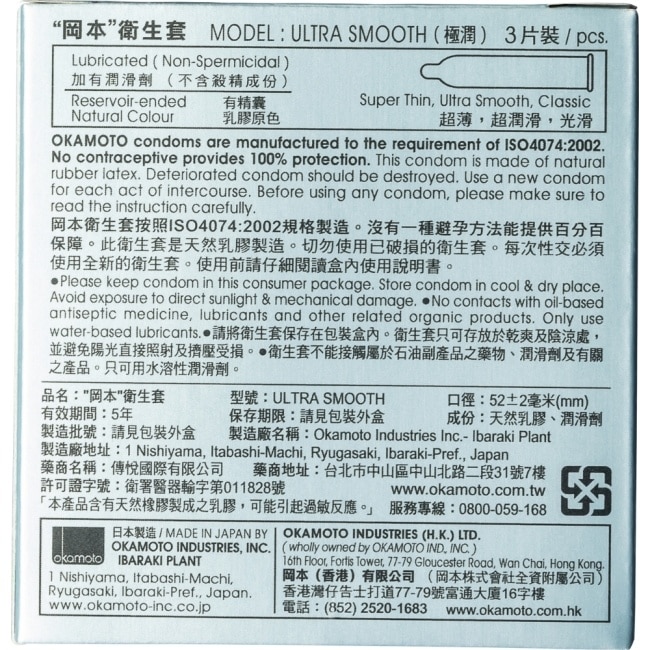 “岡本”衛生套 MODEL : ULTRA SMOOTH (極潤) 3片裝 / pcs.
Lubricated ( Non-Spermicidal )
加有潤滑劑 (不含殺精成份)
Reservoir-ended 有精囊
Natural Colour 乳膠原色
Super Thin, Ultra Smooth, Classic
超薄，超潤滑，光滑
OKAMOTO condoms are manufactured to the requirement of ISO4074:2002.
No contraceptive provides 100% protection. This condom is made of natural
rubber latex. Deteriorated condom should be destroyed. Use a new condom
for each act of intercourse. Before using any condom, please make sure to
read the instruction carefully.
岡本衛生套按照ISO4074:2002規格製造。沒有一種避孕方法能提供百分百
保障。此衛生套是天然乳膠製造。切勿使用已破損的衛生套。每次性交必須
使用全新的衛生套。使用前請仔細閱讀盒內使用說明書。
●Please keep condom in this consumer package. Store condom in cool & dry place.
Avoid exposure to direct sunlight & mechanical damage. ●No contacts with oil-based
antiseptic medicine, lubricants and other related organic products. Only use
water-based lubricants.●請將衛生套保存在包裝盒內。衛生套只可存放於乾爽及陰涼處，
並避免陽光直接照射及擠壓受損。●衛生套不能接觸屬於石油副產品之藥物、潤滑劑及有關
之產品。只可用水溶性潤滑劑。
品名："岡本"衛生套 型號：ULTRA SMOOTH 口徑：52±2毫米(mm)
有效期間：5年 保存期限：請見包裝外盒 成份：天然乳膠、潤滑劑
製造批號：請見包裝外盒 製造廠名稱：Okamoto Industries Inc.- Ibaraki Plant
製造廠地址：1 Nishiyama, Itabashi-Machi, Ryugasaki, Ibaraki-Pref., Japan
藥商名稱：傳悅國際有限公司 藥商地址：台北市中山區中山北路二段31號7樓
許可證字號：衛署醫器輸字第011828號 www.okamoto.com.tw
「本產品含有天然橡膠製成之乳膠，可能引起過敏反應。」 服務專線：0800-059-168
okamoto
日本製造 / MADE IN JAPAN BY
OKAMOTO INDUSTRIES, INC.
IBARAKI PLANT
1 Nishiyama, Itabashi-Machi,
Ryugasaki, Ibaraki-Pref., Japan.
www.okamoto-inc.co.jp
OKAMOTO INDUSTRIES (H.K.) LTD.
( wholly owned by OKAMOTO IND., INC. )
16th Floor, Fortis Tower, 77-79 Gloucester Road, Wan Chai, Hong Kong.
岡本（香港）有限公司 （岡本株式會社全資附屬公司）
香港灣仔告士打道77-79號富通大廈16字樓
電話：(852) 2520-1683 www.okamoto.com.hk